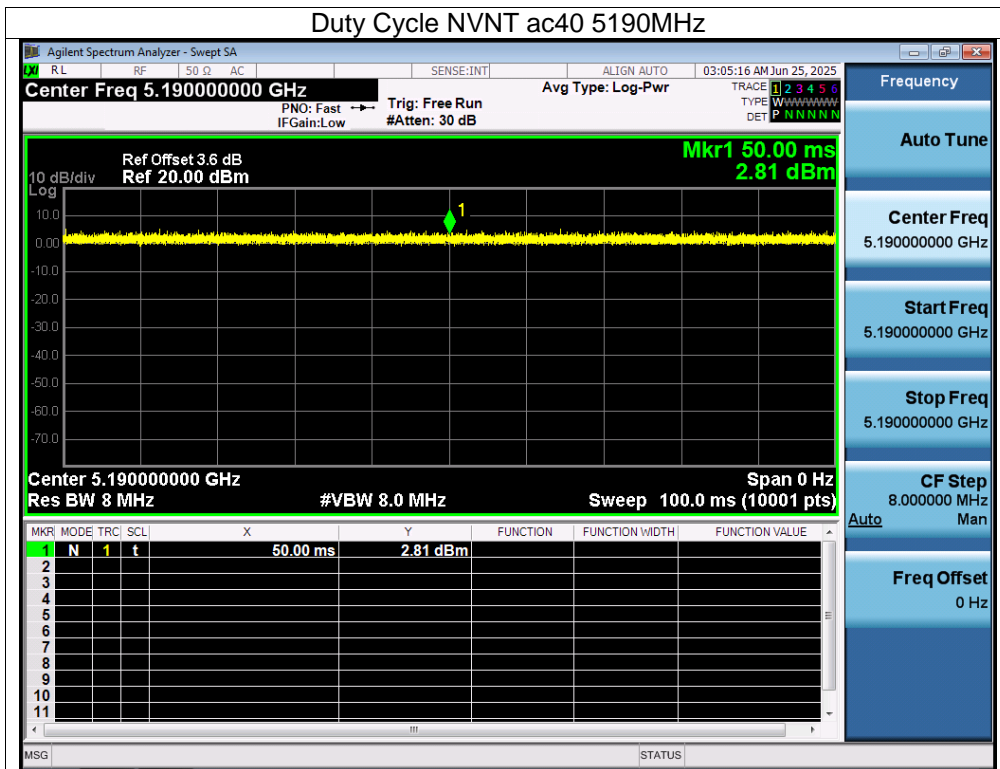 Duty Cycle NVNT ac40 5190MHz
Agilent Spectrum Analyzer - Swept SA
LXI RL RF 50 Ω AC SENSE:INT ALIGN AUTO 03:05:16 AM Jun 25, 2025
Center Freq 5.190000000 GHz
PNO: Fast
IFGain:Low
Trig: Free Run
#Atten: 30 dB
Avg Type: Log-Pwr
TRACE 1 2 3 4 5 6
TYPE WWWWWW
DET P N N N N N
Mkr1 50.00 ms
2.81 dBm
Ref Offset 3.6 dB
10 dB/div Ref 20.00 dBm
Log
10.0
0.00
-10.0
-20.0
-30.0
-40.0
-50.0
-60.0
-70.0
1
Center 5.190000000 GHz Span 0 Hz
Res BW 8 MHz #VBW 8.0 MHz Sweep 100.0 ms (10001 pts)
MKR MODE TRC SCL X Y FUNCTION FUNCTION WIDTH FUNCTION VALUE
1 N 1 t 50.00 ms 2.81 dBm
2
3
4
5
6
7
8
9
10
11
MSG STATUS
Frequency
Auto Tune
Center Freq
5.190000000 GHz
Start Freq
5.190000000 GHz
Stop Freq
5.190000000 GHz
CF Step
8.000000 MHz
Auto Man
Freq Offset
0 Hz